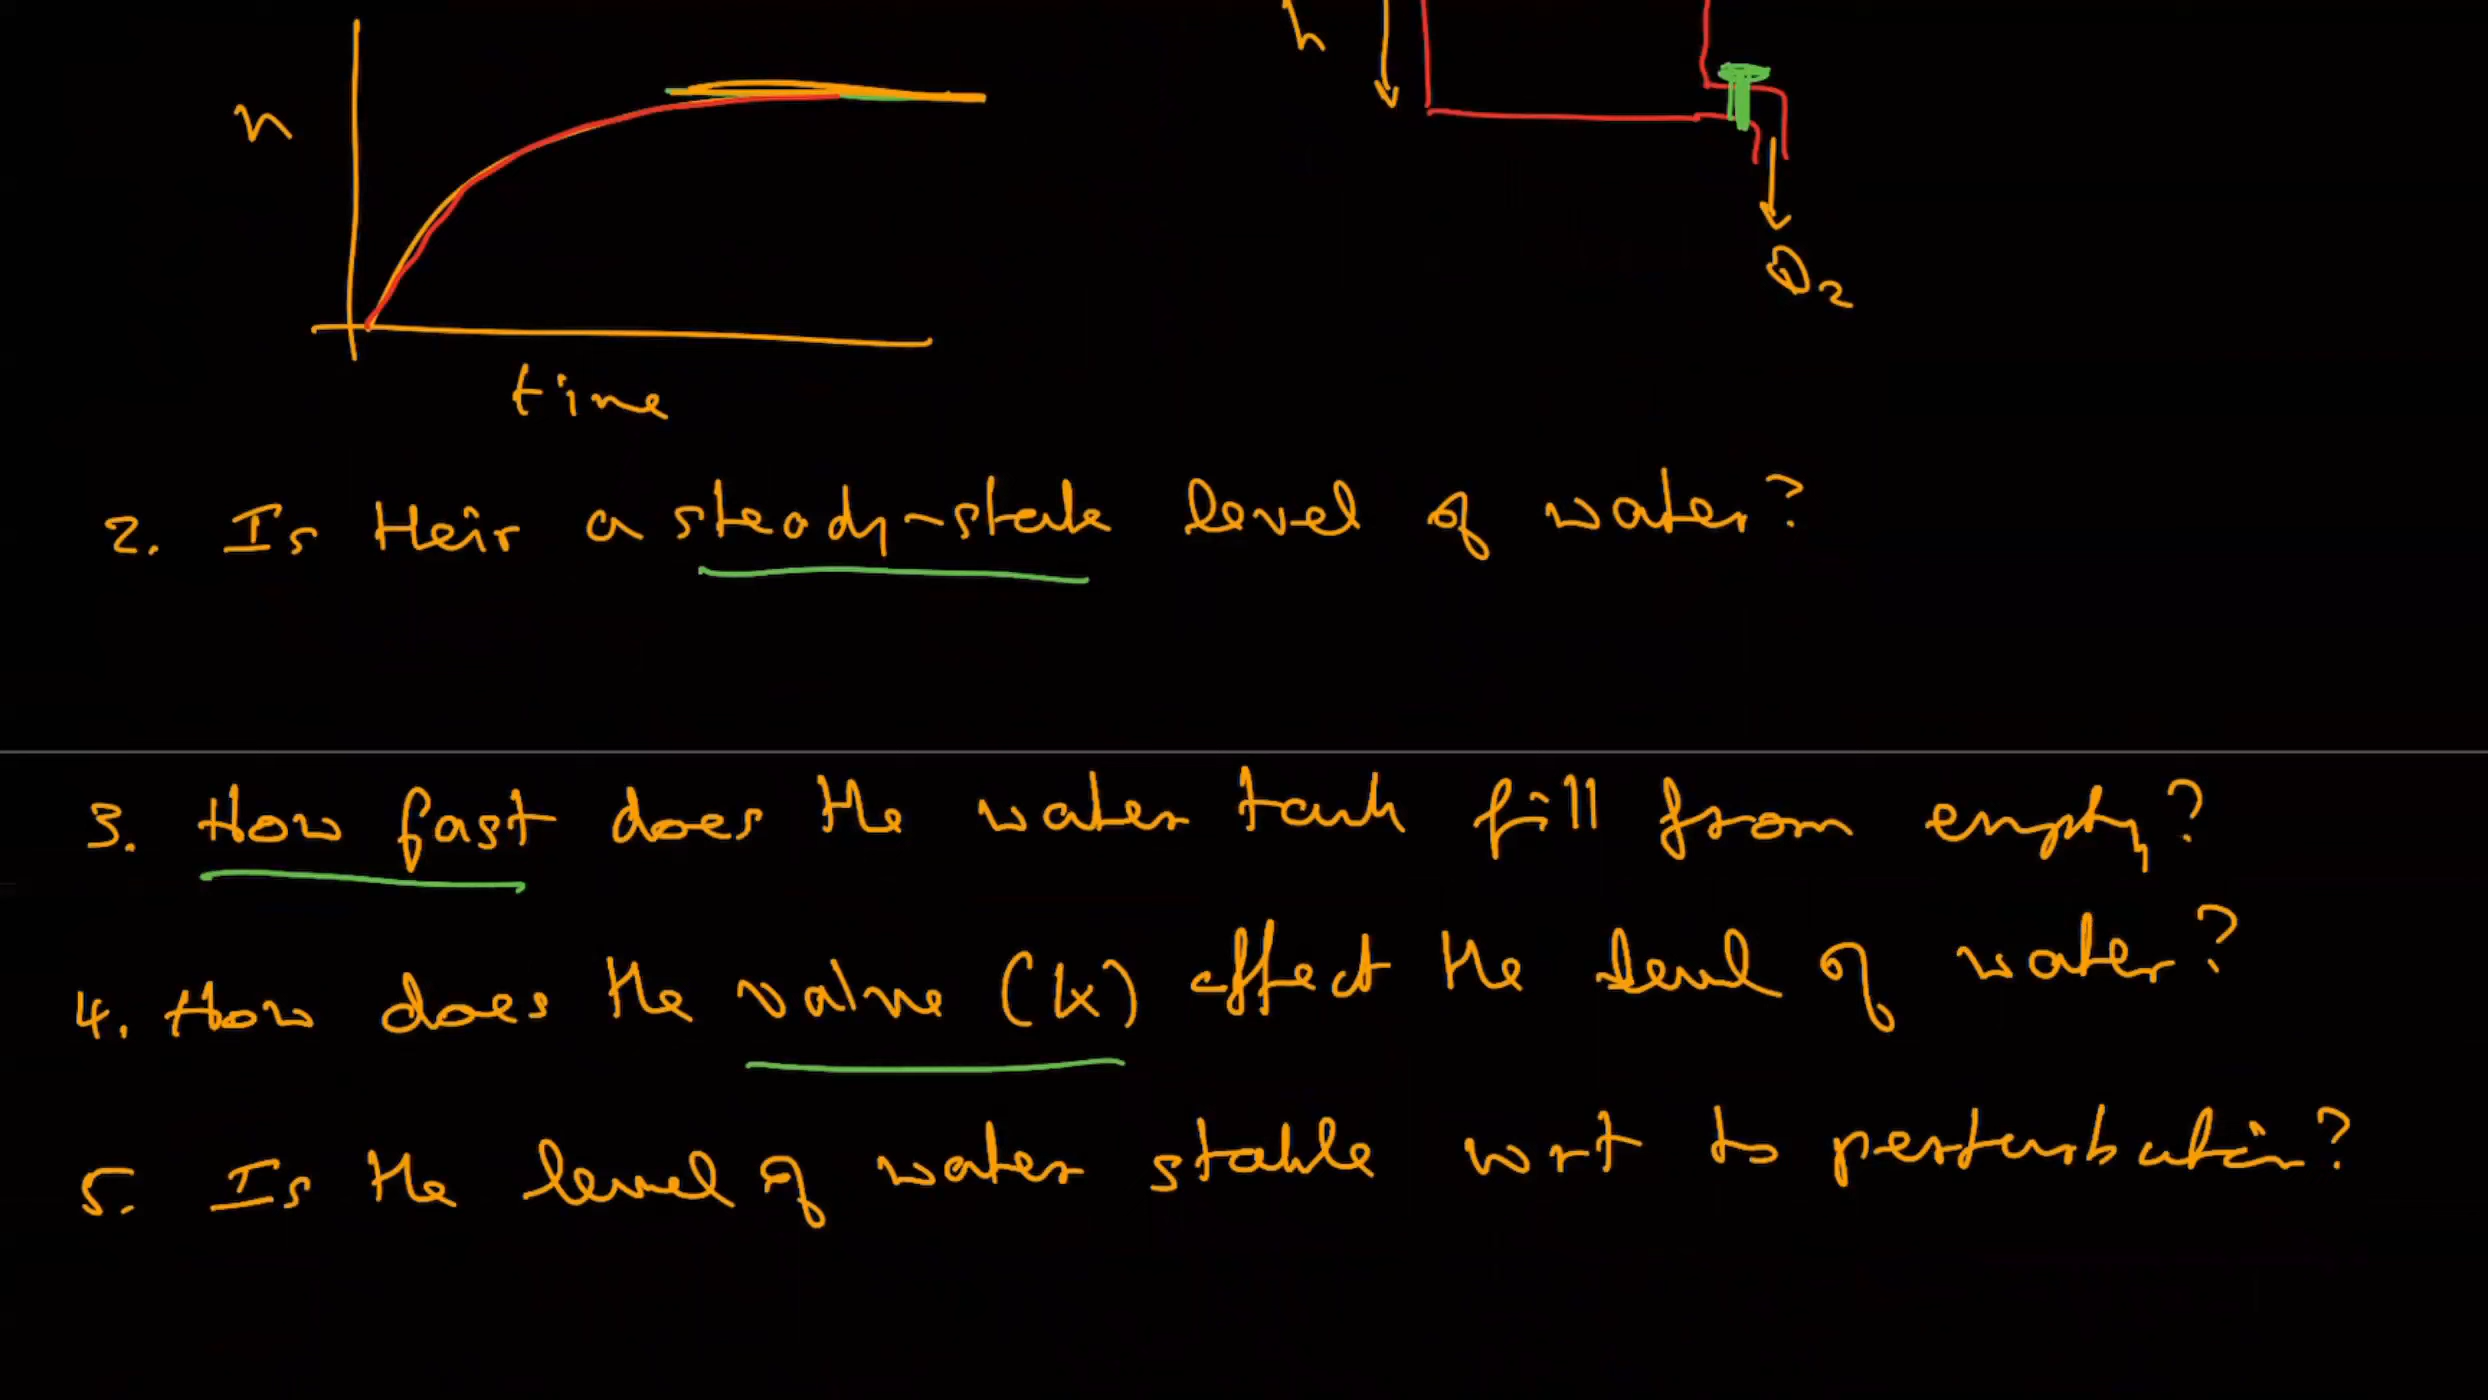 h
h
Q2
time
2. Is their a steady-state level of water?
3. How fast does the water tank fill from empty?
4. How does the valve (k) affect the level of water?
5. Is the level of water stable wrt to perturbation?